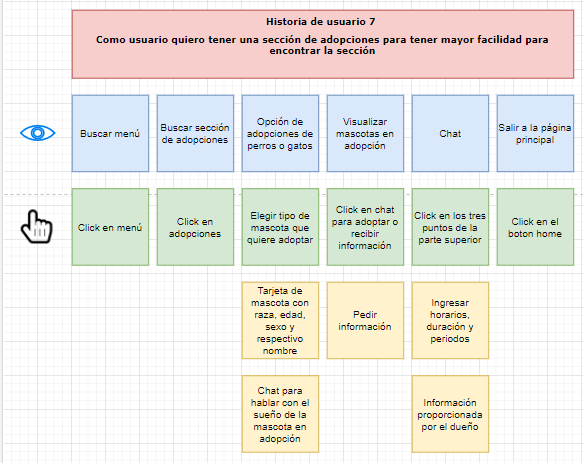 Historia de usuario 7
Como usuario quiero tener una sección de adopciones para tener mayor facilidad para
encontrar la sección
Buscar menú
Buscar sección
de adopciones
Opción de
adopciones de
perros o gatos
Visualizar
mascotas en
adopción
Chat
Salir a la página
principal
Click en menú
Click en
adopciones
Elegir tipo de
mascota que
quiere adoptar
Click en chat
para adoptar o
recibir
información
Click en los tres
puntos de la
parte superior
Click en el
boton home
Tarjeta de
mascota con
raza, edad,
sexo y
respectivo
nombre
Pedir
información
Ingresar
horarios,
duración y
periodos
Chat para
hablar con el
sueño de la
mascota en
adopción
Información
proporcionada
por el dueño